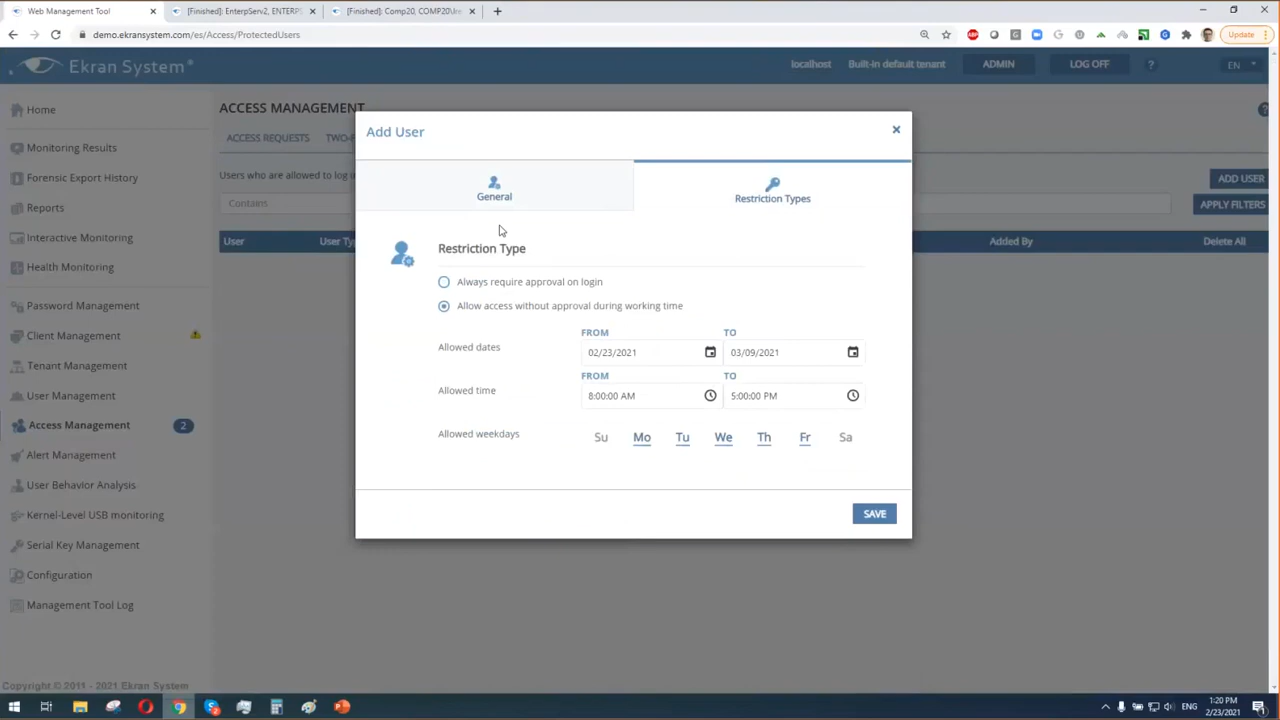 Web Management Tool
[Finished]: EnterpServ2, ENTERPS
[Finished]: Comp20, COMP20\
demo.ekransystem.com/es/Access/ProtectedUsers
Update
Ekran System®
localhost
Built-in default tenant
ADMIN
LOG OFF
?
EN
Home
Monitoring Results
Forensic Export History
Reports
Interactive Monitoring
Health Monitoring
Password Management
Client Management
Tenant Management
User Management
Access Management
2
Alert Management
User Behavior Analysis
Kernel-Level USB monitoring
Serial Key Management
Configuration
Management Tool Log
Copyright © 2011 - 2021 Ekran System
ACCESS MANAGEMENT
ACCESS REQUESTS
Users who are allowed to log
ADD USER
Contains
APPLY FILTERS
User
User
Added By
Delete All
Add User
General
Restriction Types
Restriction Type
Always require approval on login
Allow access without approval during working time
FROM
TO
Allowed dates
02/23/2021
03/09/2021
FROM
TO
Allowed time
8:00:00 AM
5:00:00 PM
Allowed weekdays
Su Mo Tu We Th Fr Sa
SAVE
ENG
1:20 PM
2/23/2021